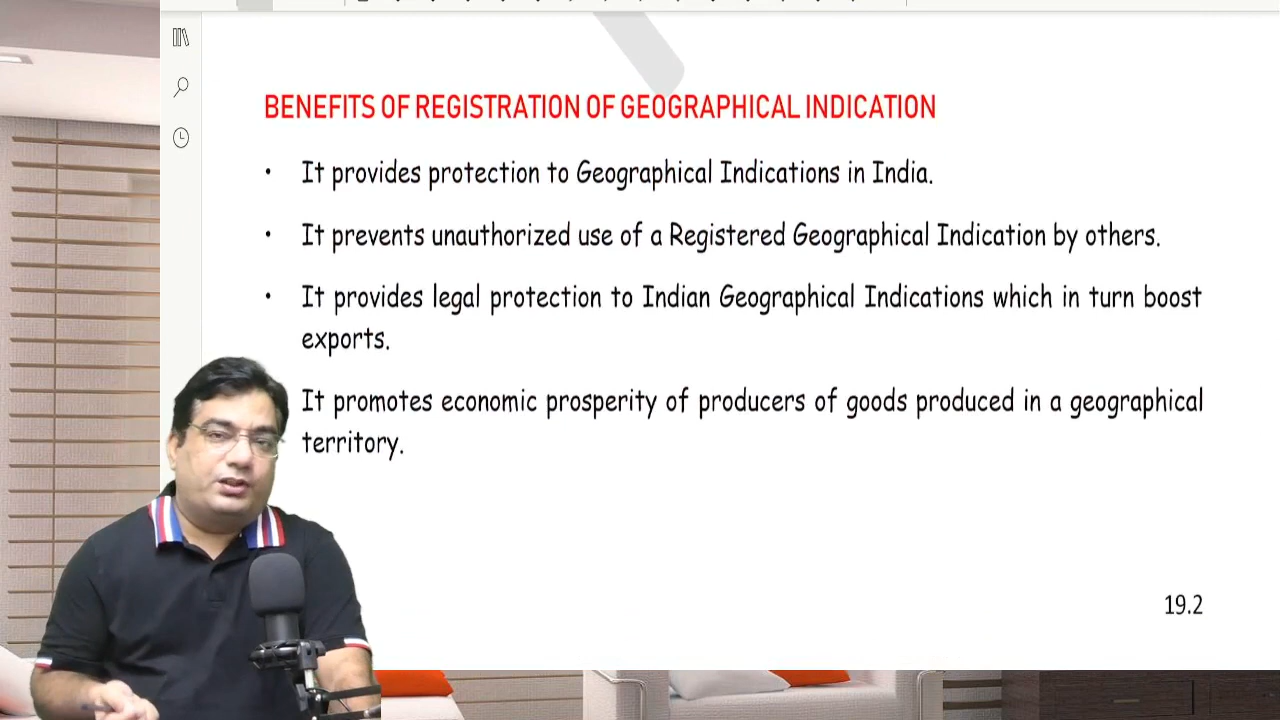 BENEFITS OF REGISTRATION OF GEOGRAPHICAL INDICATION
• It provides protection to Geographical Indications in India.
• It prevents unauthorized use of a Registered Geographical Indication by others.
• It provides legal protection to Indian Geographical Indications which in turn boost
exports.
It promotes economic prosperity of producers of goods produced in a geographical
territory.
19.2